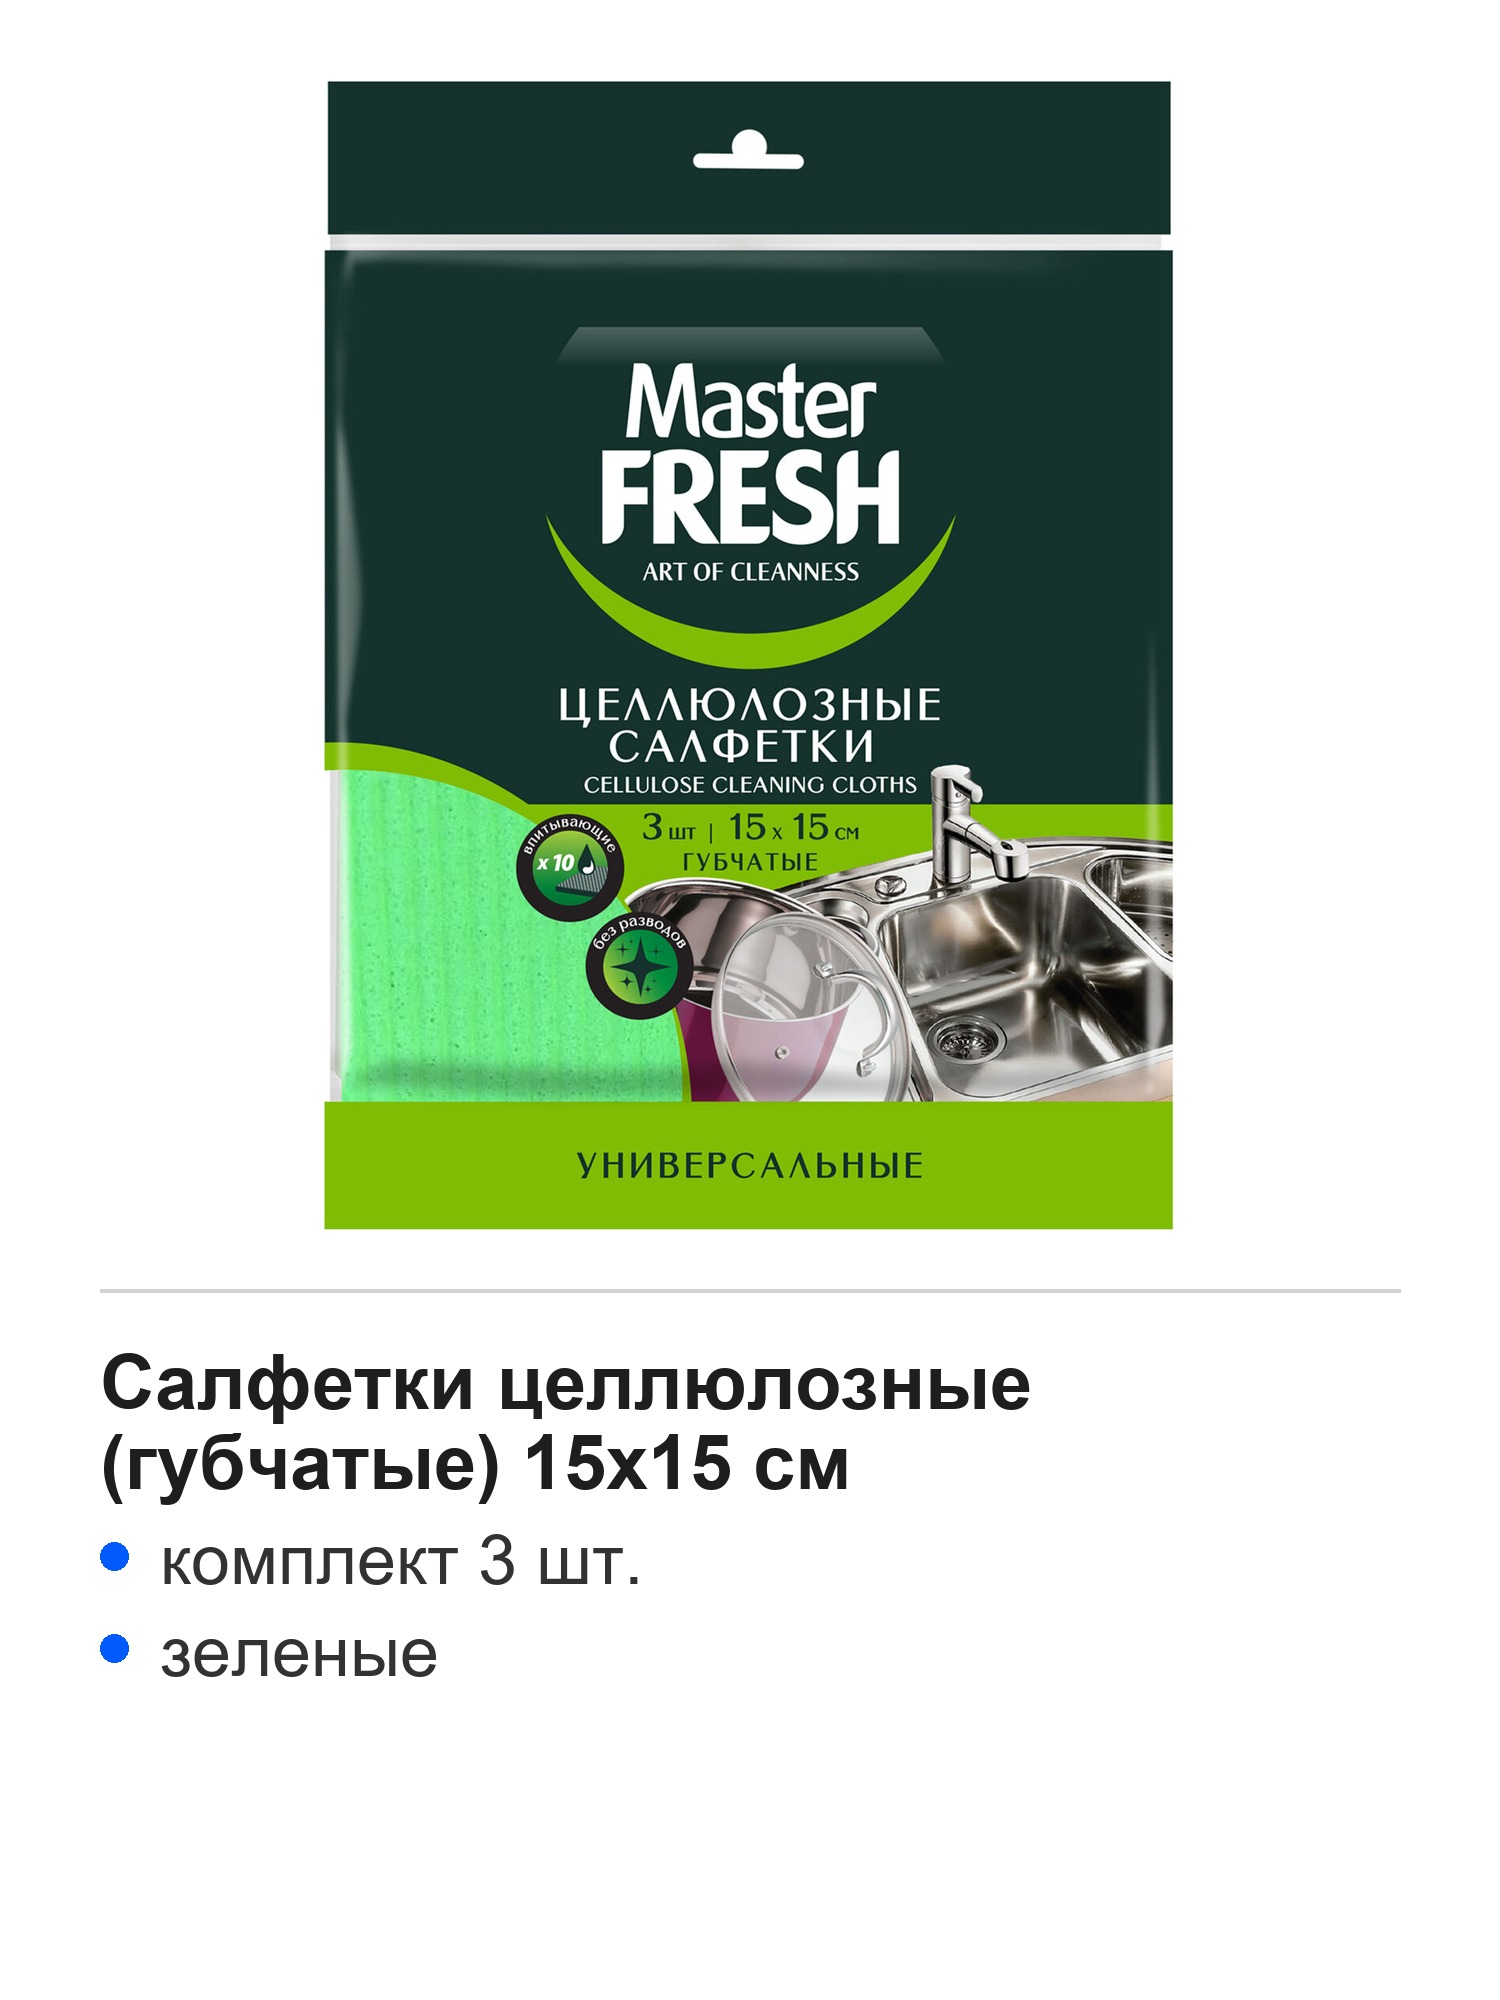 Master
FRESH
ART OF CLEANNESS
ЦЕЛЛЮЛОЗНЫЕ
САЛФЕТКИ
CELLULOSE CLEANING CLOTHS
3 шт | 15 х 15 см
ГУБЧАТЫЕ
впитывающие
x 10
без разводов
УНИВЕРСАЛЬНЫЕ
Салфетки целлюлозные
(губчатые) 15х15 см
комплект 3 шт.
зеленые